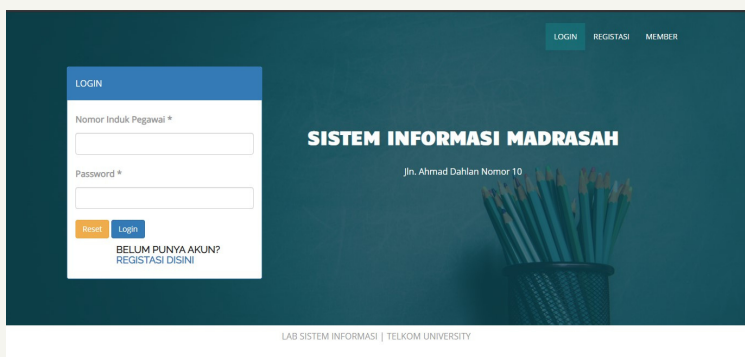 LOGIN REGISTASI MEMBER
LOGIN
Nomor Induk Pegawai *
Password *
Reset Login
BELUM PUNYA AKUN?
REGISTASI DISINI
SISTEM INFORMASI MADRASAH
Jln. Ahmad Dahlan Nomor 10
LAB SISTEM INFORMASI | TELKOM UNIVERSITY